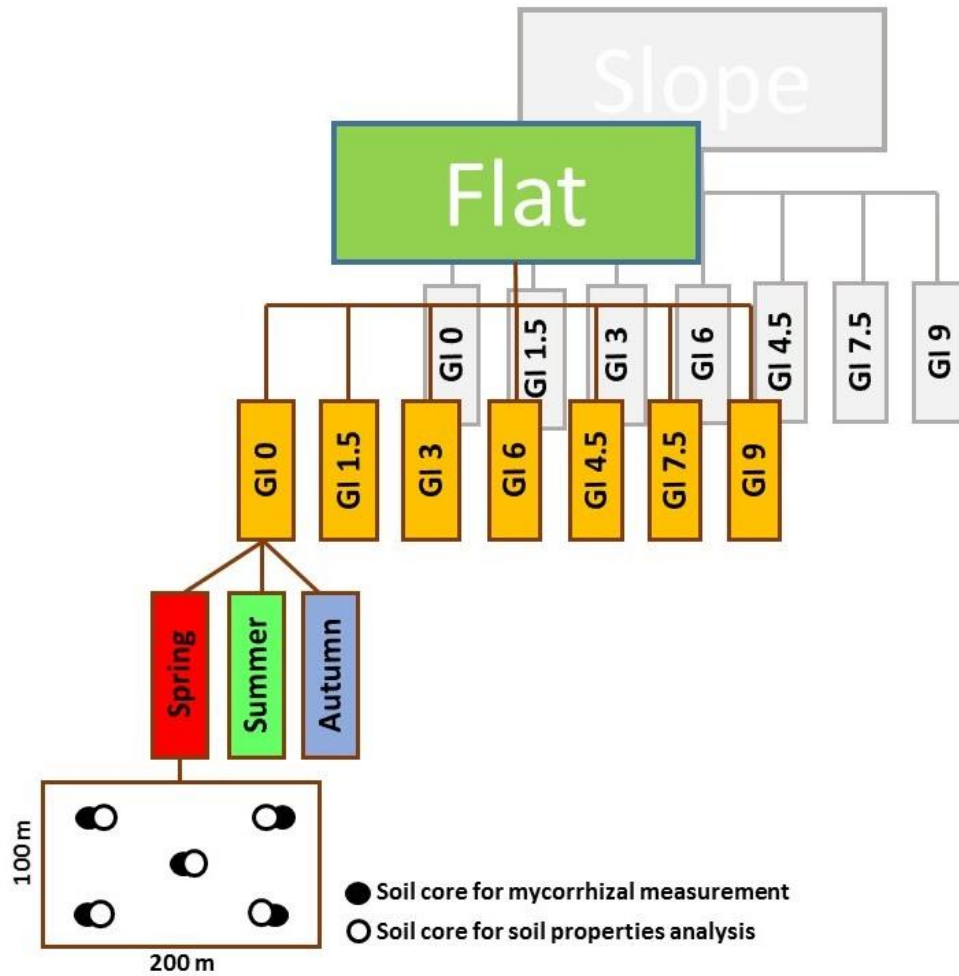 Slope
Flat
GI 0
GI 1.5
GI 3
GI 6
GI 4.5
GI 7.5
GI 9
GI 0
GI 1.5
GI 3
GI 6
GI 4.5
GI 7.5
GI 9
Spring
Summer
Autumn
100 m
200 m
Soil core for mycorrhizal measurement
Soil core for soil properties analysis